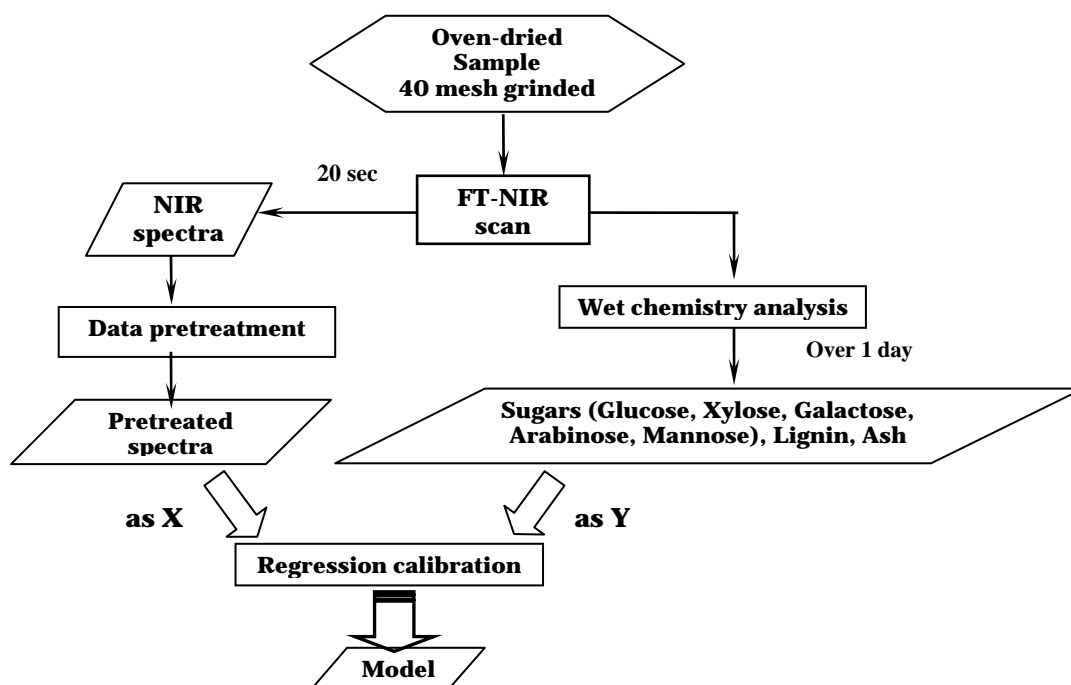 Oven-dried
Sample
40 mesh grinded
20 sec
FT-NIR
scan
NIR
spectra
Wet chemistry analysis
Data pretreatment
Over 1 day
Pretreated
spectra
Sugars (Glucose, Xylose, Galactose,
Arabinose, Mannose), Lignin, Ash
as X
as Y
Regression calibration
Model